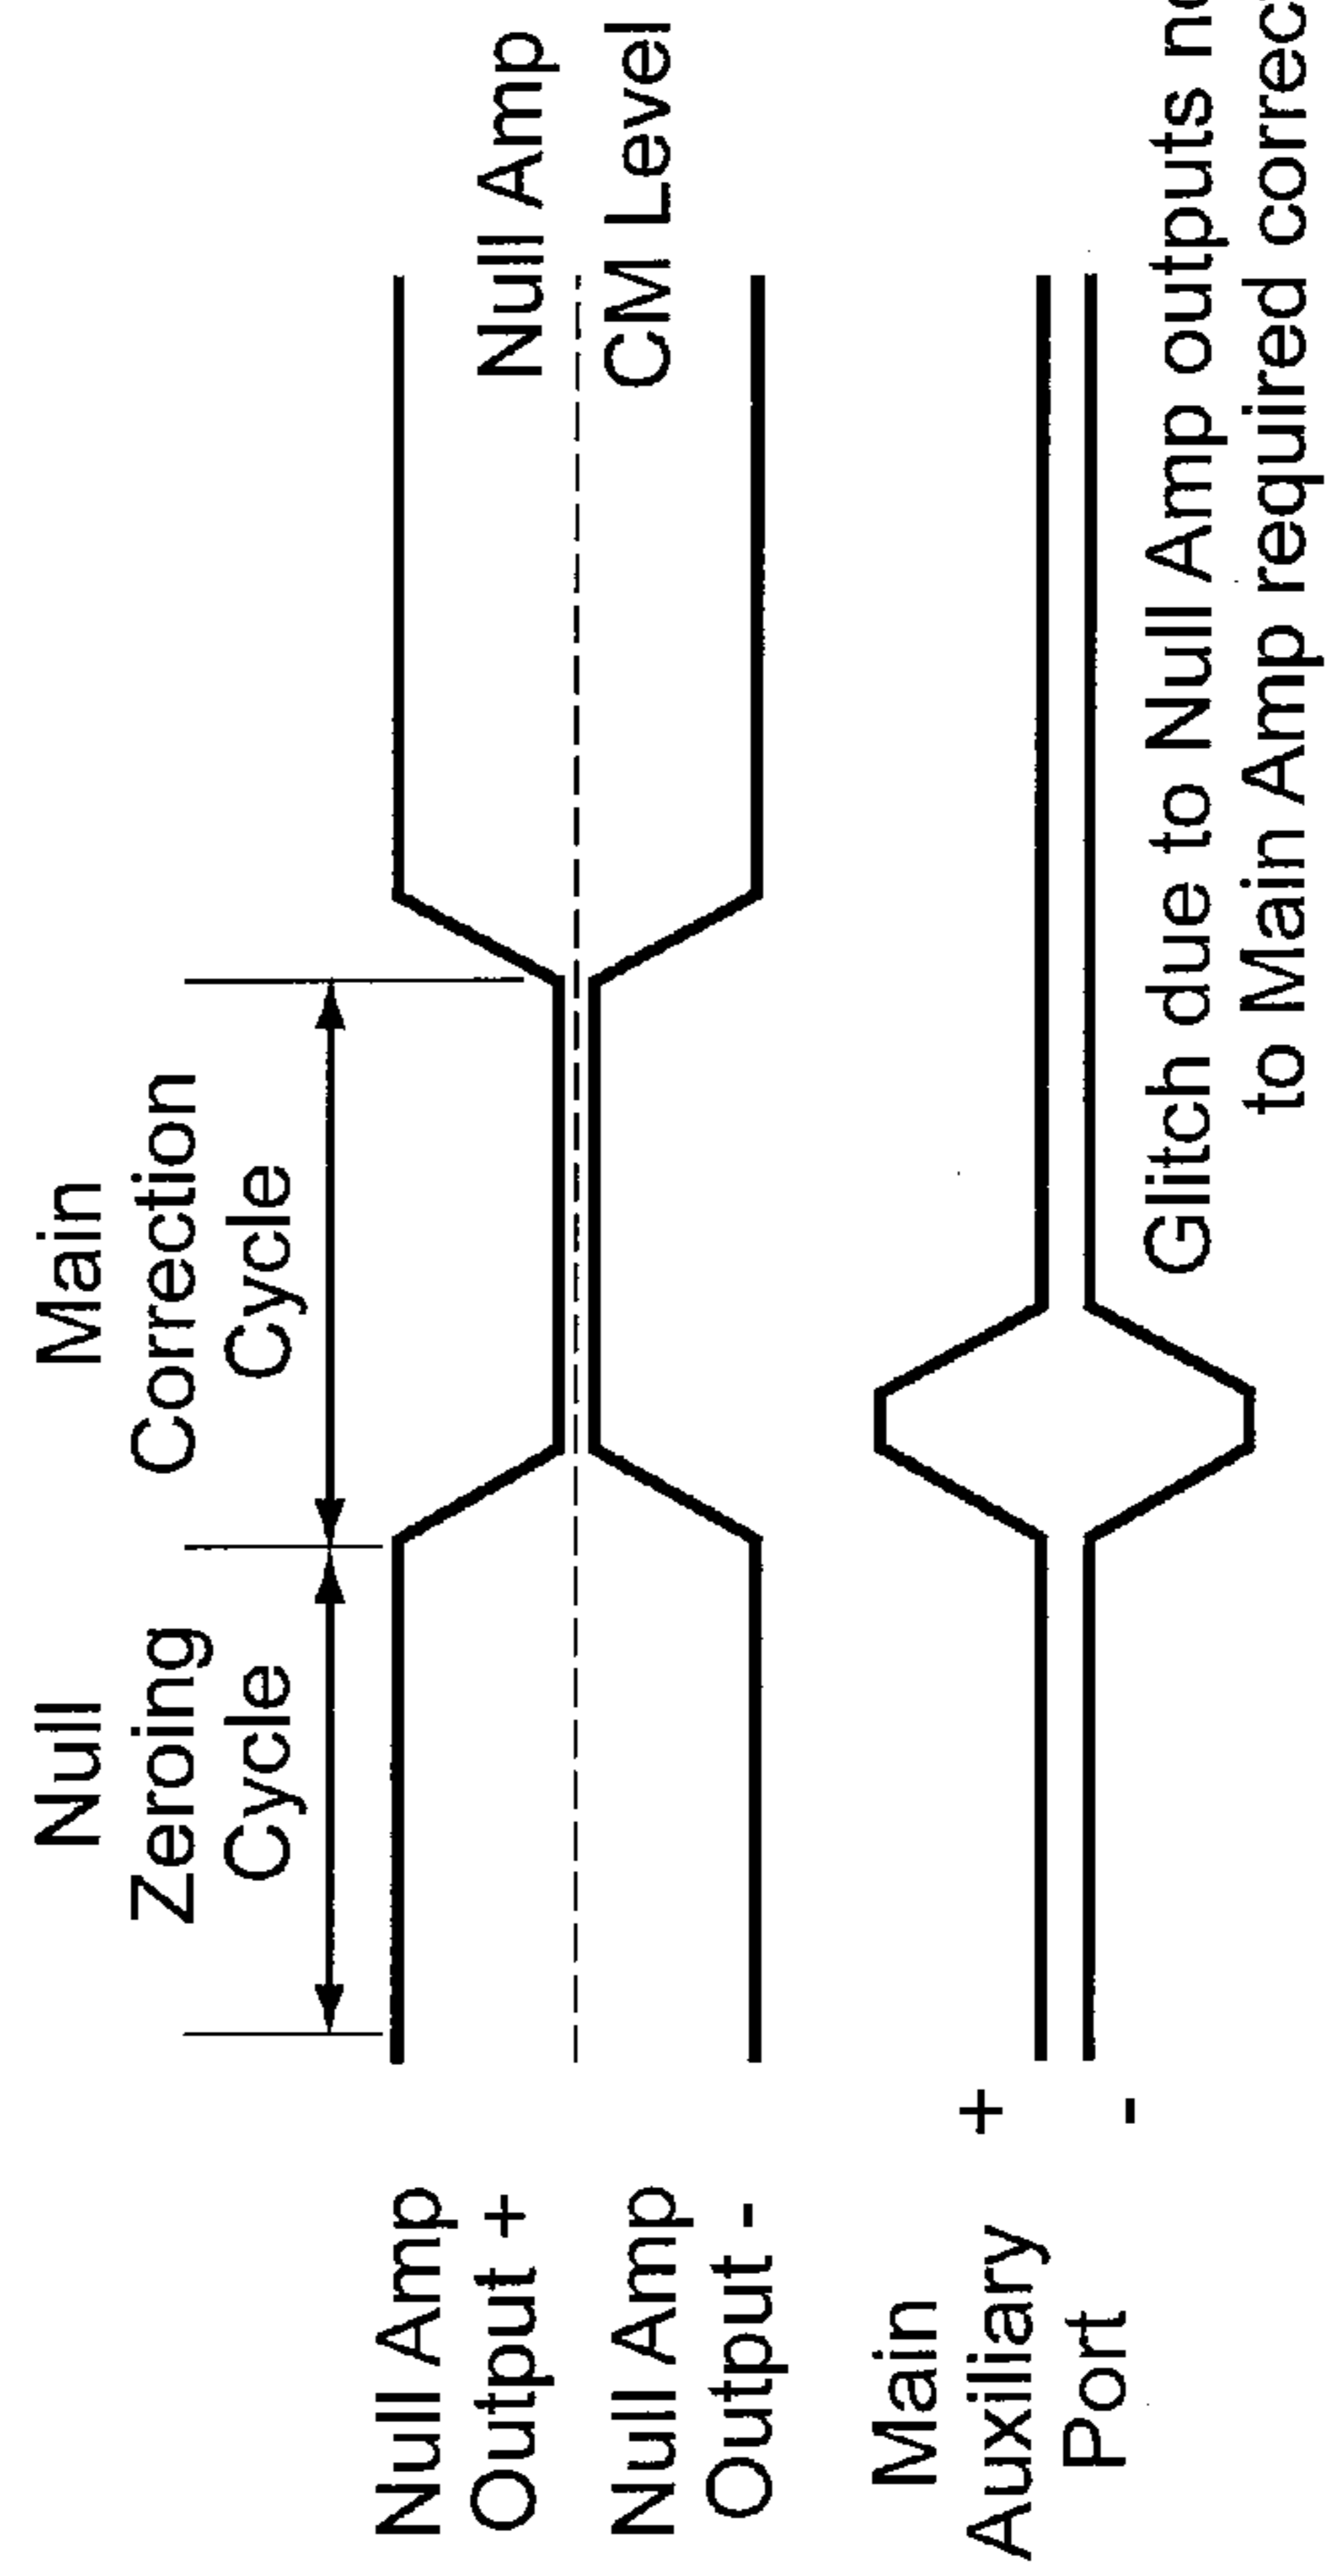 Null
Zeroing
Cycle
Main
Correction
Cycle
Null Amp
Output +
Null Amp
CM Level
Null Amp
Output -
Main
Auxiliary
Port
+
-
Glitch due to Null Amp outputs
to Main Amp required